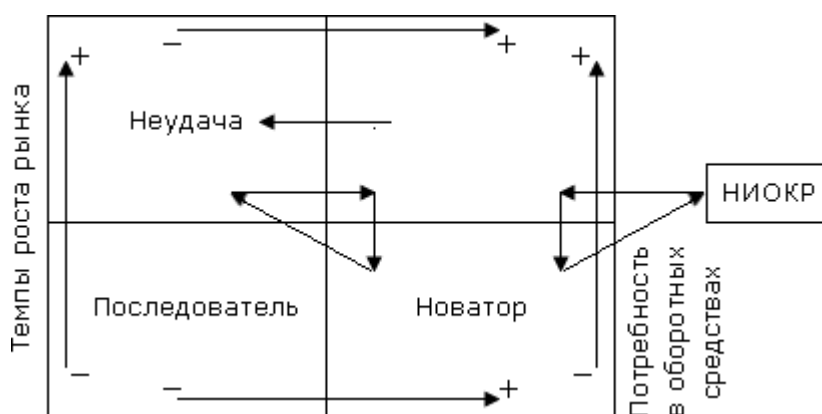 Темпы роста рынка
−
+
+
+
Неудача
НИОКР
Последователь
Новатор
−
−
+
−
Потребность
в оборотных
средствах